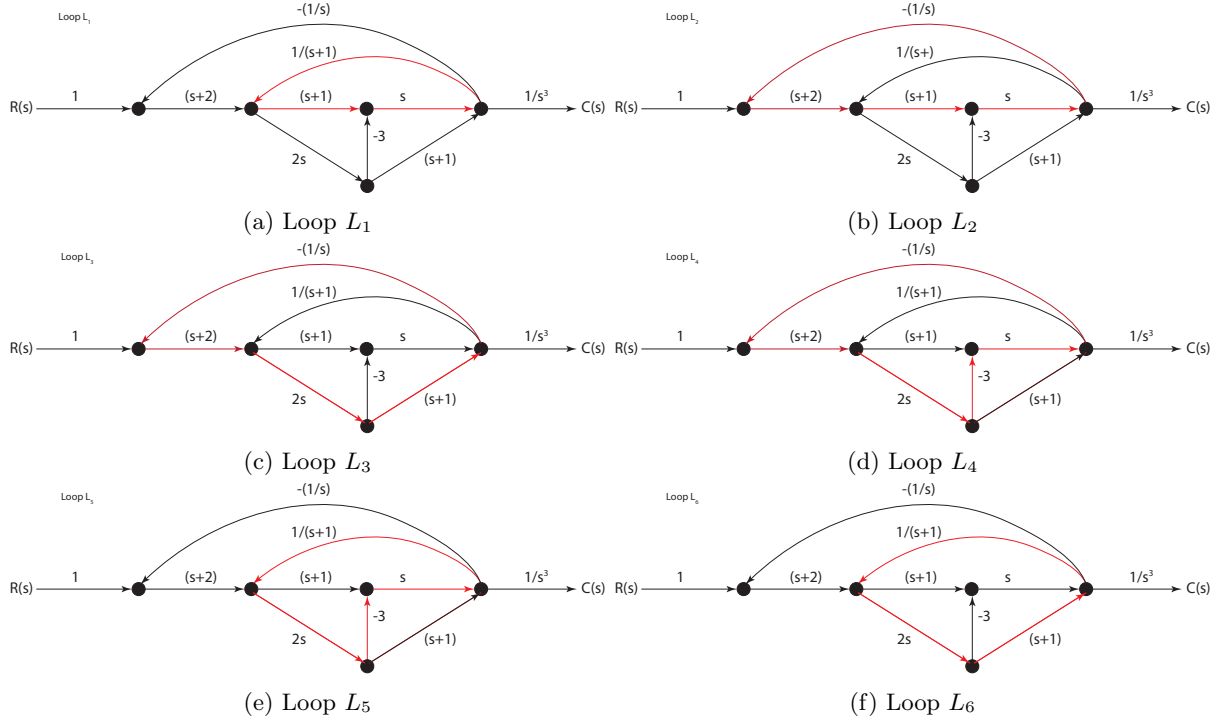 Loop L₁
-(1/s)
1/(s+1)
R(s) 1 (s+2) (s+1) s 1/s³ C(s)
-3
2s (s+1)
(a) Loop L₁
Loop L₂
-(1/s)
1/(s+)
R(s) 1 (s+2) (s+1) s 1/s³ C(s)
-3
2s (s+1)
(b) Loop L₂
Loop L₃
-(1/s)
1/(s+1)
R(s) 1 (s+2) (s+1) s 1/s³ C(s)
-3
2s (s+1)
(c) Loop L₃
Loop L₄
-(1/s)
1/(s+1)
R(s) 1 (s+2) (s+1) s 1/s³ C(s)
-3
2s (s+1)
(d) Loop L₄
Loop L₅
-(1/s)
1/(s+1)
R(s) 1 (s+2) (s+1) s 1/s³ C(s)
-3
2s (s+1)
(e) Loop L₅
Loop L₆
-(1/s)
1/(s+1)
R(s) 1 (s+2) (s+1) s 1/s³ C(s)
-3
2s (s+1)
(f) Loop L₆